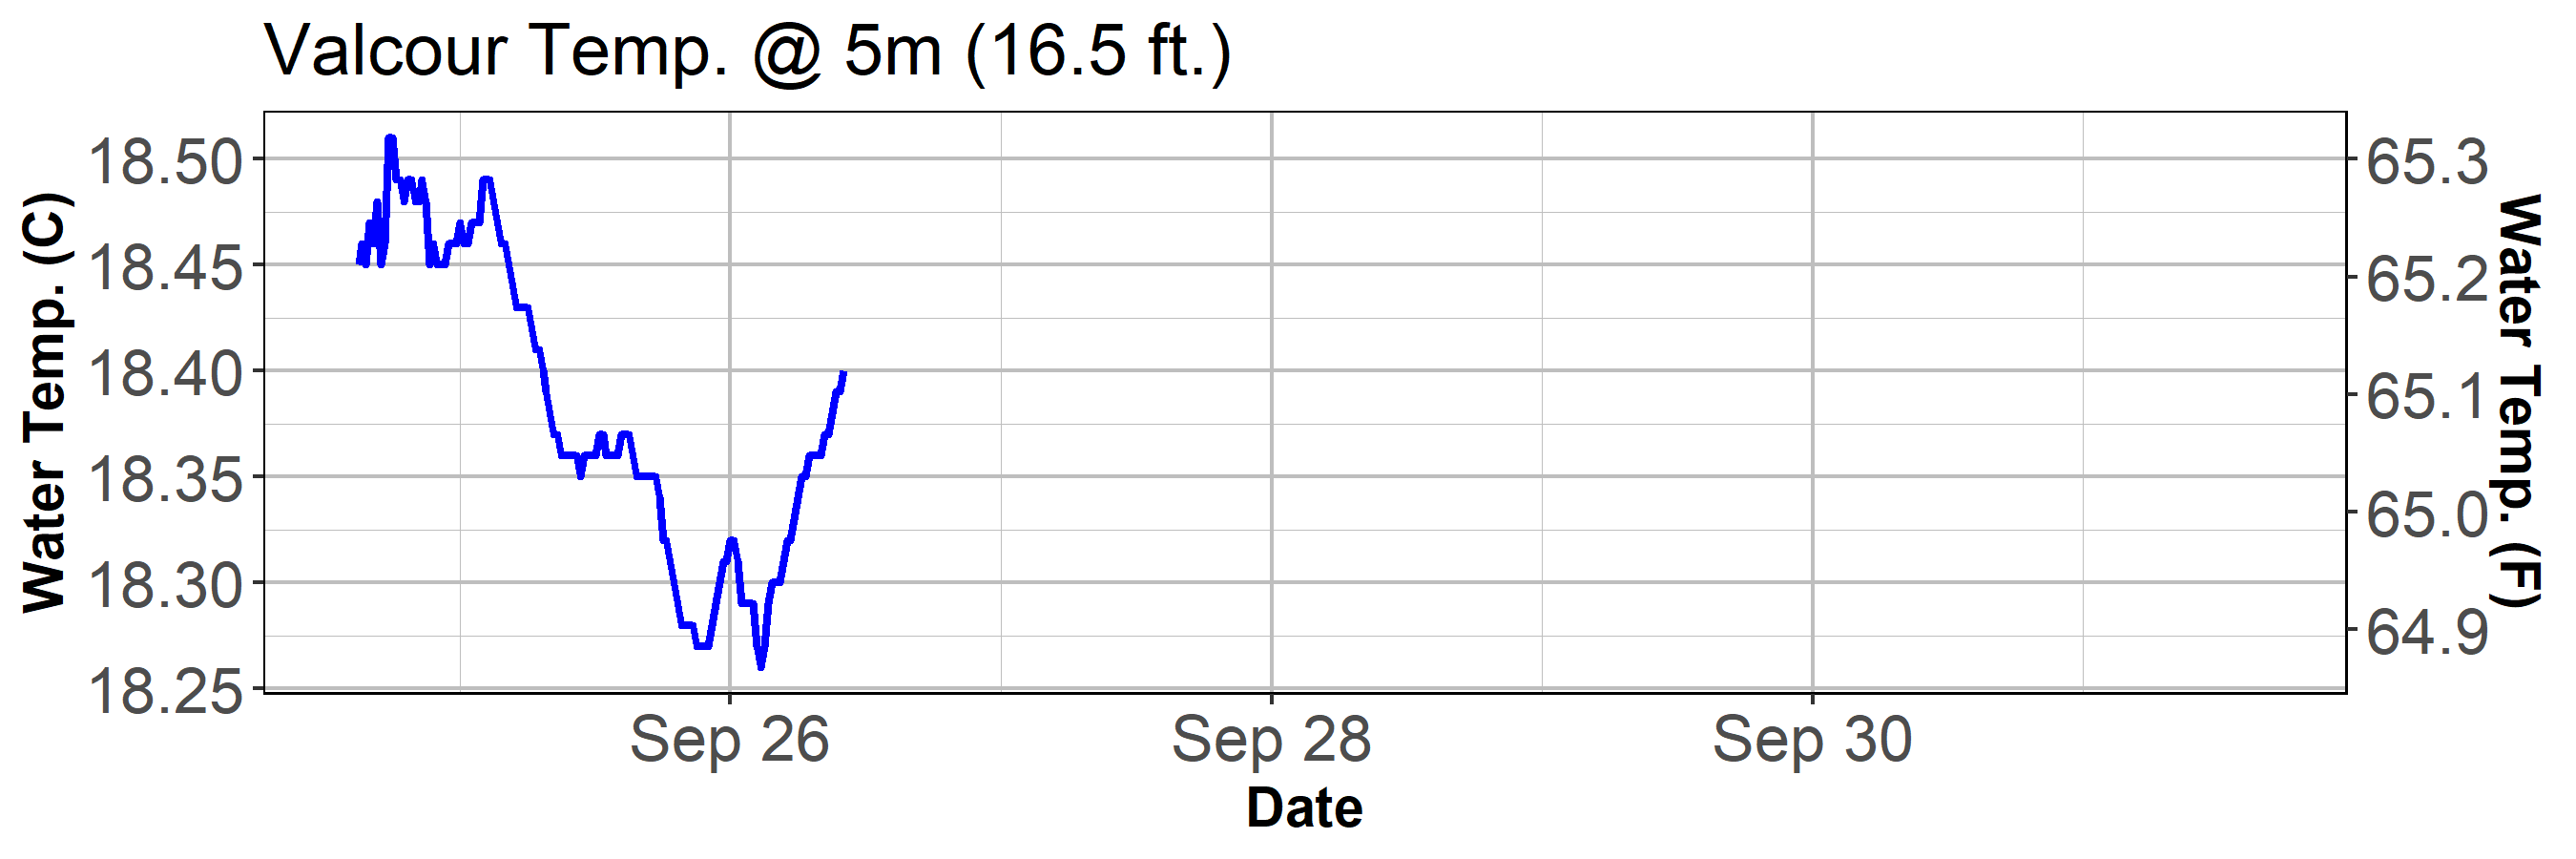 Valcour Temp. @ 5m (16.5 ft.)
Water Temp. (C)
18.50
18.45
18.40
18.35
18.30
18.25
65.3
65.2
65.1
65.0
64.9
Water Temp. (F)
Sep 26
Sep 28
Sep 30
Date